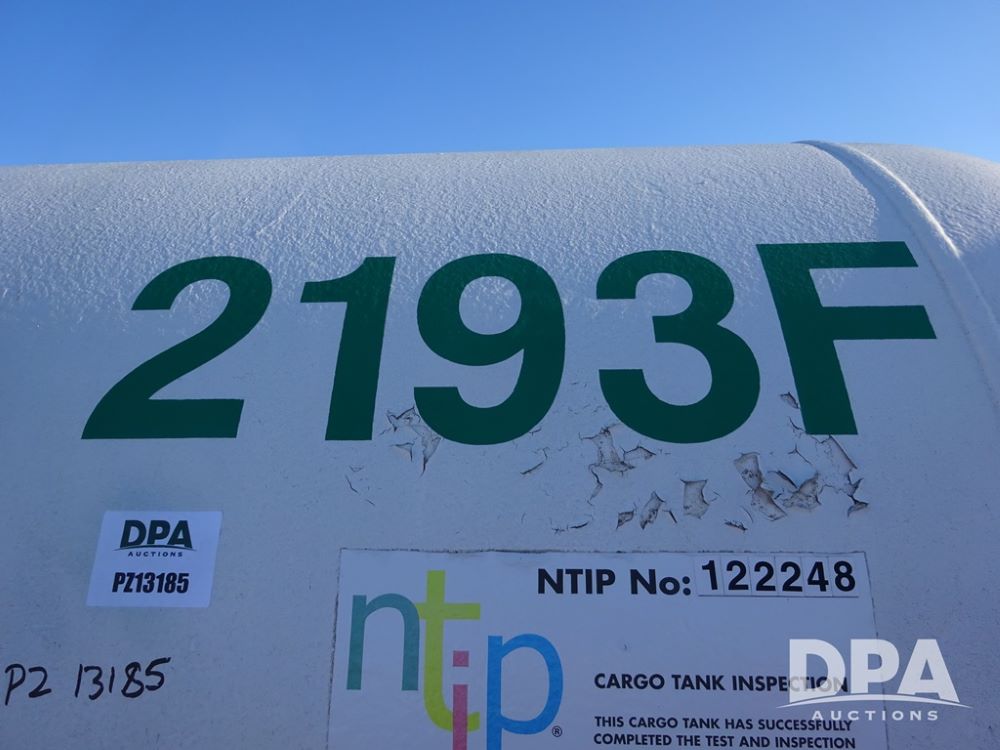 2193F
DPA
AUCTIONS
PZ13185
PZ 13185
NTIP No: 122248
ntip®
CARGO TANK INSPECTION
THIS CARGO TANK HAS SUCCESSFULLY
COMPLETED THE TEST AND INSPECTION
DPA
AUCTIONS